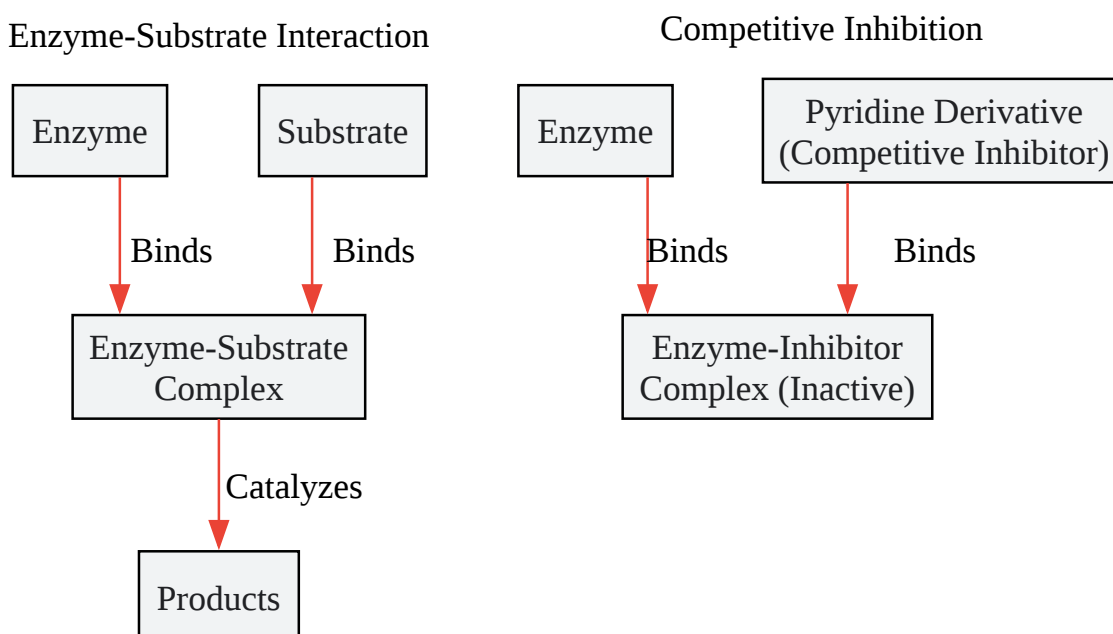 Enzyme-Substrate Interaction
Enzyme
Substrate
Binds
Binds
Enzyme-Substrate
Complex
Catalyzes
Products
Competitive Inhibition
Enzyme
Pyridine Derivative
(Competitive Inhibitor)
Binds
Binds
Enzyme-Inhibitor
Complex (Inactive)